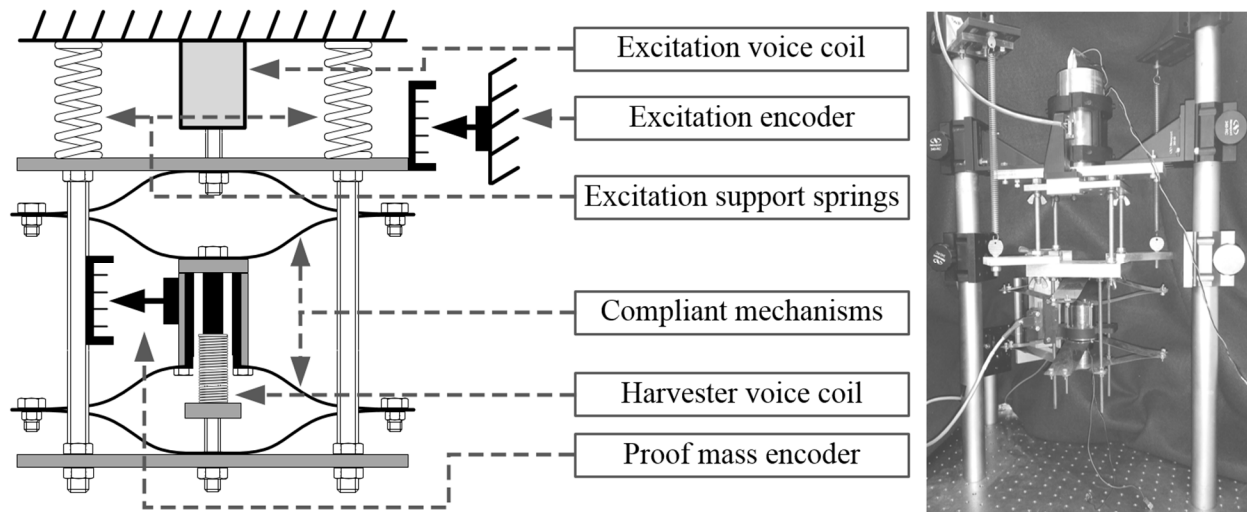 Excitation voice coil
Excitation encoder
Excitation support springs
Compliant mechanisms
Harvester voice coil
Proof mass encoder